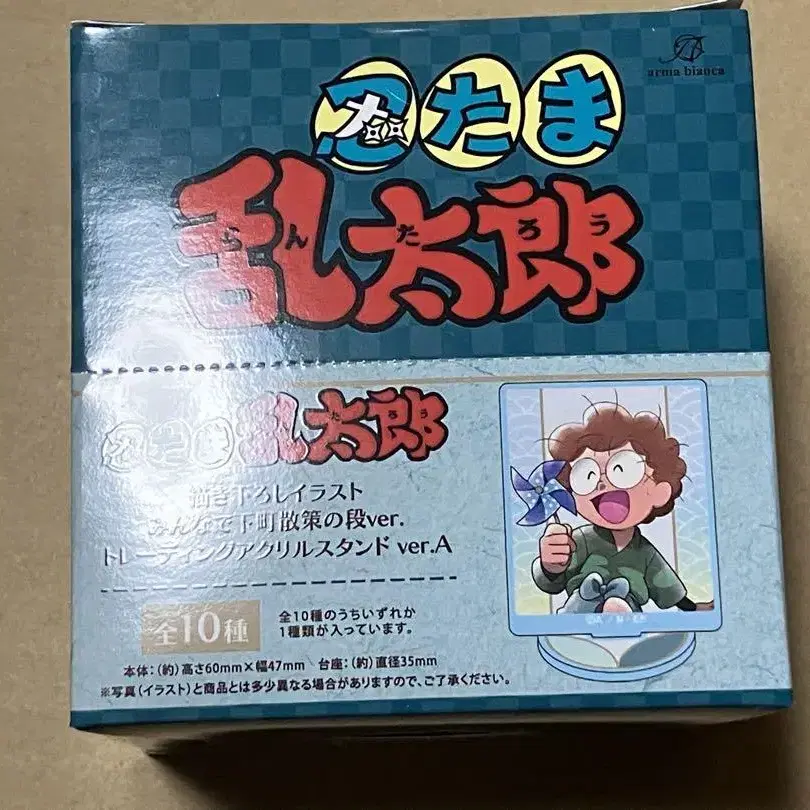 arma bianca
忍たま
乱太郎
らんたろう
忍たま乱太郎
描き下ろしイラスト
みんなで下町散策の段ver.
トレーディングアクリルスタンド ver.A
全10種
全10種のうちいずれか
1種類が入っています。
本体：(約)高さ60mm×幅47mm 台座：(約)直径35mm
※写真(イラスト)と商品とは多少異なる場合がありますので、ご了承ください。